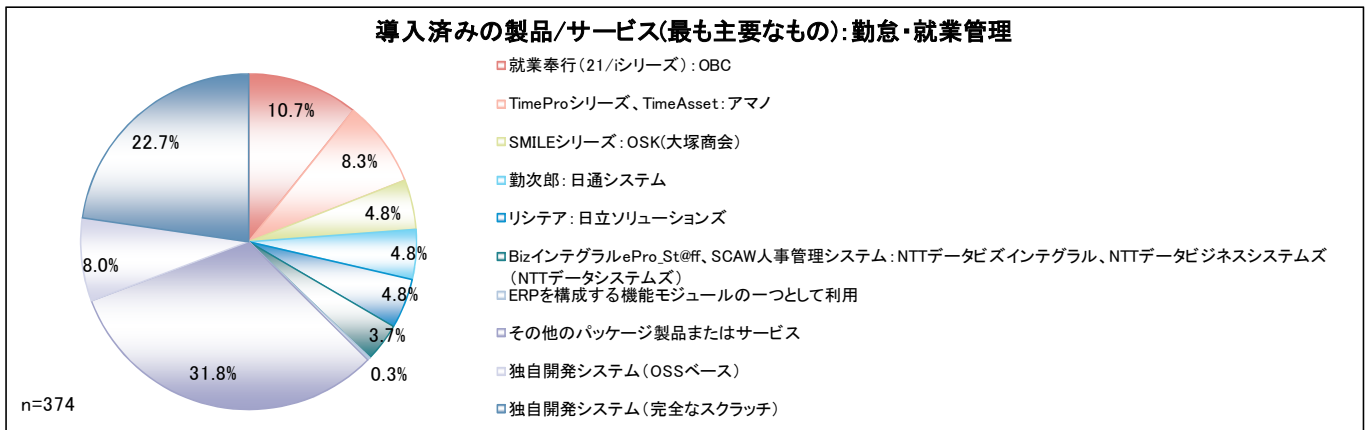 導入済みの製品/サービス(最も主要なもの):勤怠・就業管理
就業奉行(21/iシリーズ):OBC
TimeProシリーズ、TimeAsset:アマノ
SMILEシリーズ:OSK(大塚商会)
勤次郎:日通システム
リシテア:日立ソリューションズ
BizインテグラルePro_St@ff、SCAW人事管理システム:NTTデータビズインテグラル、NTTデータビジネスシステムズ
(NTTデータシステムズ)
ERPを構成する機能モジュールの一つとして利用
その他のパッケージ製品またはサービス
独自開発システム(OSSベース)
独自開発システム(完全なスクラッチ)
10.7%
8.3%
4.8%
4.8%
4.8%
3.7%
0.3%
31.8%
8.0%
22.7%
n=374